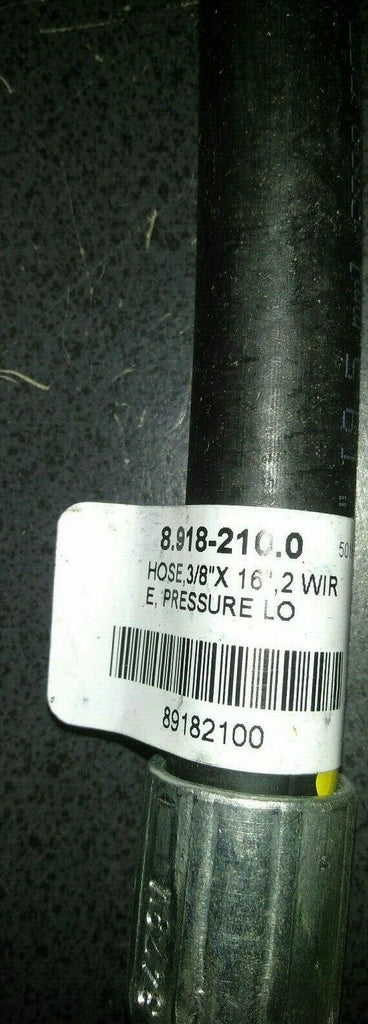 8.918-210.0
HOSE,3/8"X 16",2 WIR
E, PRESSURE LO
89182100